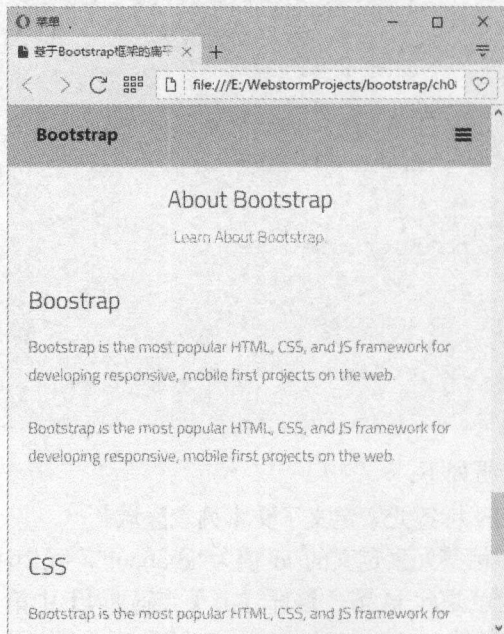 菜单
基于Bootstrap框架的扁平
file:///E:/WebstormProjects/bootstrap/ch0
Bootstrap
About Bootstrap
Learn About Bootstrap.
Boostrap
Bootstrap is the most popular HTML, CSS, and JS framework for
developing responsive, mobile first projects on the web.
Bootstrap is the most popular HTML, CSS, and JS framework for
developing responsive, mobile first projects on the web.
CSS
Bootstrap is the most popular HTML, CSS, and JS framework for